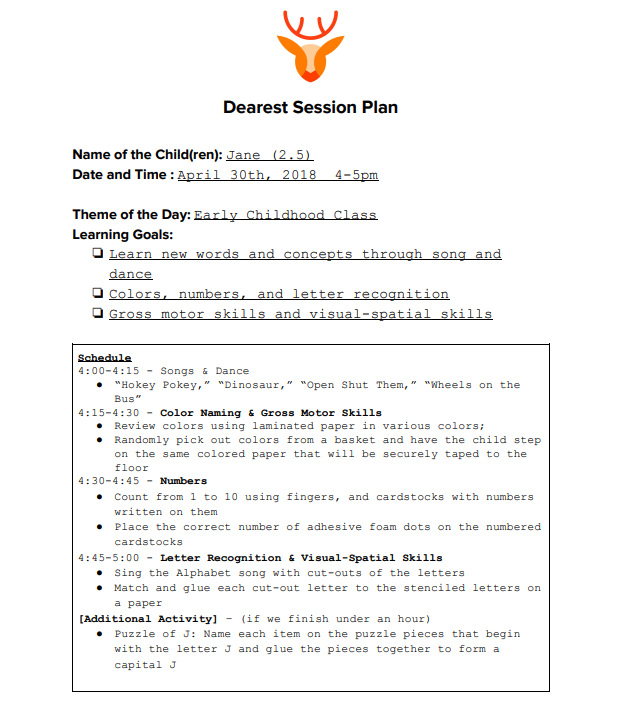 Dearest Session Plan
Name of the Child(ren): Jane (2.5)
Date and Time : April 30th, 2018  4-5pm
Theme of the Day: Early Childhood Class
Learning Goals:
❏ Learn new words and concepts through song and
dance
❏ Colors, numbers, and letter recognition
❏ Gross motor skills and visual-spatial skills
Schedule
4:00-4:15 - Songs & Dance
● “Hokey Pokey,” “Dinosaur,” “Open Shut Them,” “Wheels on the
Bus”
4:15-4:30 - Color Naming & Gross Motor Skills
● Review colors using laminated paper in various colors;
● Randomly pick out colors from a basket and have the child step
on the same colored paper that will be securely taped to the
floor
4:30-4:45 - Numbers
● Count from 1 to 10 using fingers, and cardstocks with numbers
written on them
● Place the correct number of adhesive foam dots on the numbered
cardstocks
4:45-5:00 - Letter Recognition & Visual-Spatial Skills
● Sing the Alphabet song with cut-outs of the letters
● Match and glue each cut-out letter to the stenciled letters on
a paper
[Additional Activity] - (if we finish under an hour)
● Puzzle of J: Name each item on the puzzle pieces that begin
with the letter J and glue the pieces together to form a
capital J